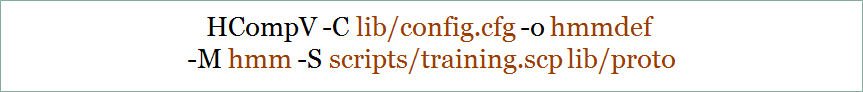 HCompV -C lib/config.cfg -o hmmdef
-M hmm -S scripts/training.scp lib/proto